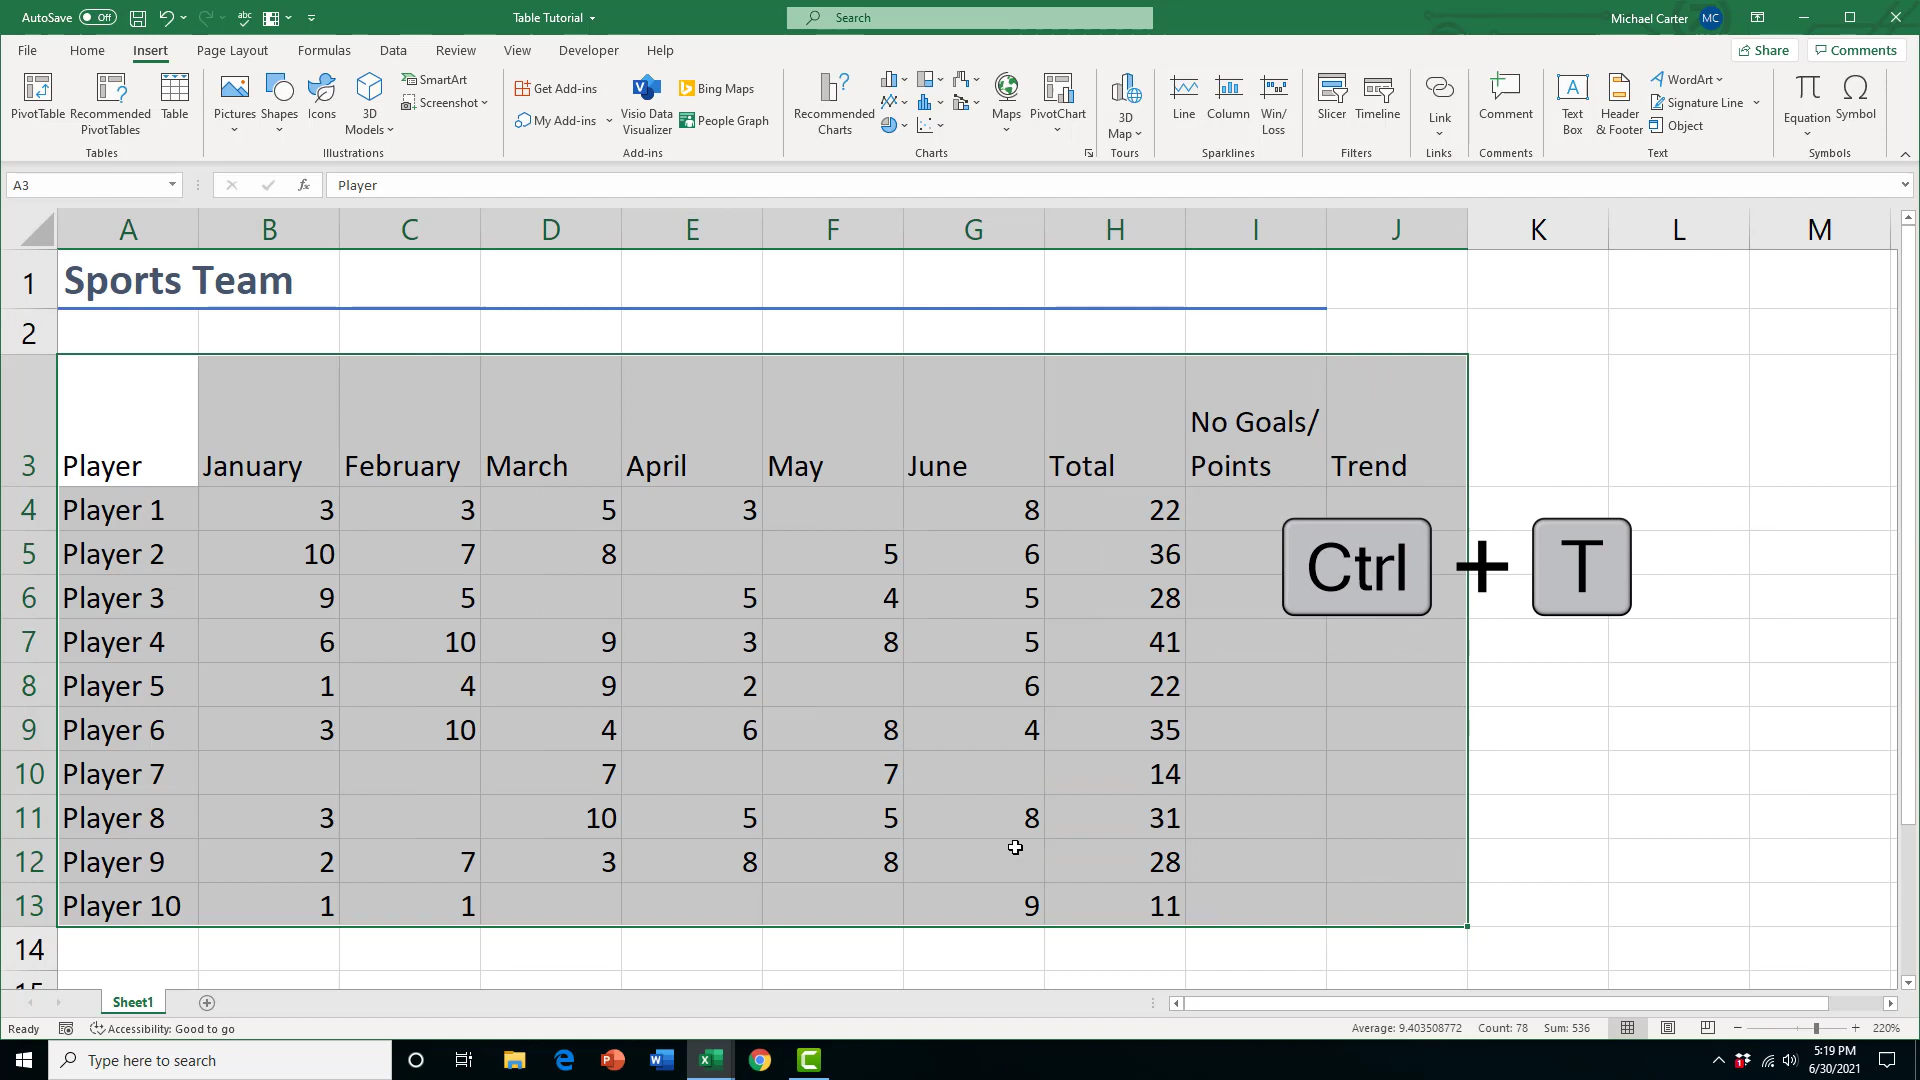 AutoSave Off
Table Tutorial
Search
Michael Carter MC
File Home Insert Page Layout Formulas Data Review View Developer Help
Share Comments
PivotTable Recommended PivotTables Table
Tables
Pictures Shapes Icons 3D Models SmartArt Screenshot
Illustrations
Get Add-ins My Add-ins Visio Data Visualizer Bing Maps People Graph
Add-ins
Recommended Charts Maps PivotChart
Charts
3D Map
Tours
Line Column Win/Loss
Sparklines
Slicer Timeline
Filters
Link
Links
Comment
Comments
Text Box Header & Footer WordArt Signature Line Object
Text
Equation Symbol
Symbols
A3 fx Player
A B C D E F G H I J K L M
1 Sports Team
2
3 Player January February March April May June Total No Goals/ Points Trend
4 Player 1 3 3 5 3 8 22
5 Player 2 10 7 8 5 6 36
6 Player 3 9 5 5 4 5 28
7 Player 4 6 10 9 3 8 5 41
8 Player 5 1 4 9 2 6 22
9 Player 6 3 10 4 6 8 4 35
10 Player 7 7 7 14
11 Player 8 3 10 5 5 8 31
12 Player 9 2 7 3 8 8 28
13 Player 10 1 1 9 11
14
Ctrl + T
Sheet1
Ready Accessibility: Good to go Average: 9.403508772 Count: 78 Sum: 536 220%
Type here to search
5:19 PM
6/30/2021